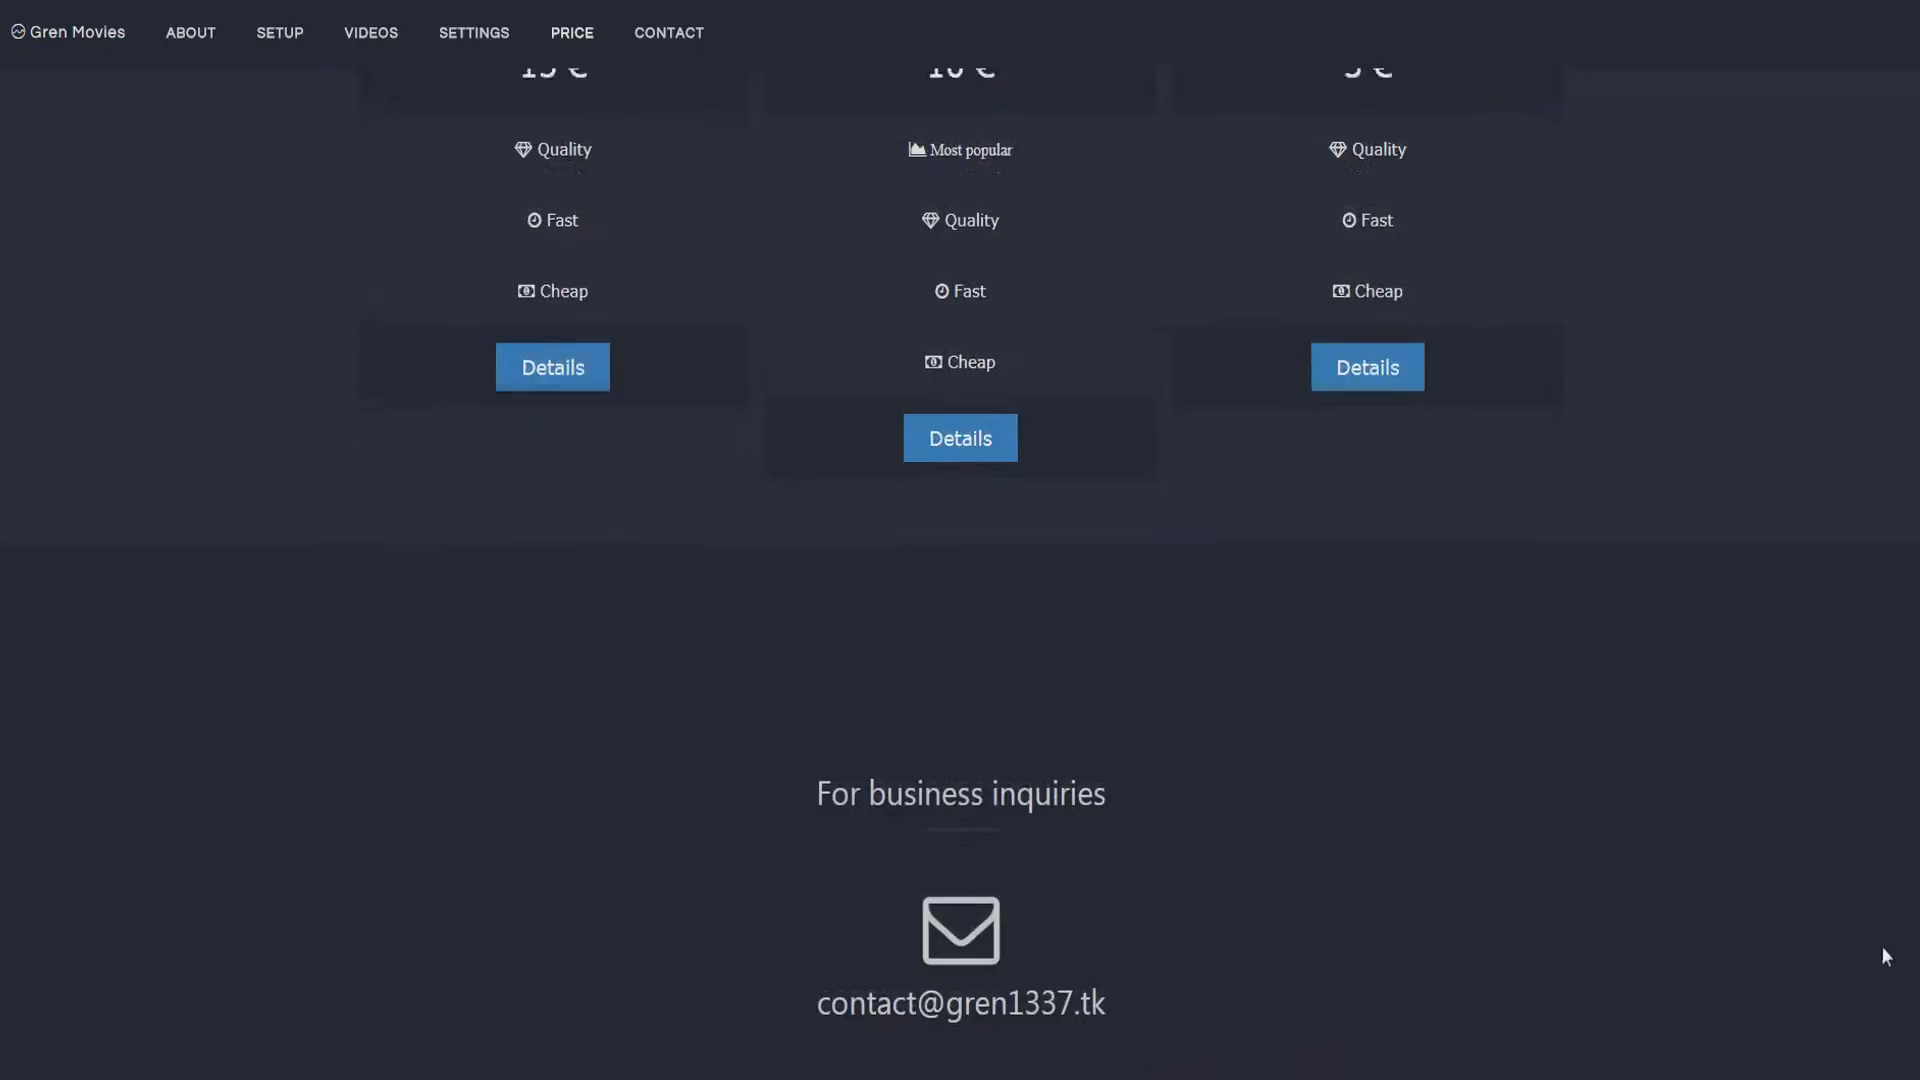 Gren Movies ABOUT SETUP VIDEOS SETTINGS PRICE CONTACT
Quality
Fast
Cheap
Details
Most popular
Quality
Fast
Cheap
Details
Quality
Fast
Cheap
Details
For business inquiries
contact@gren1337.tk